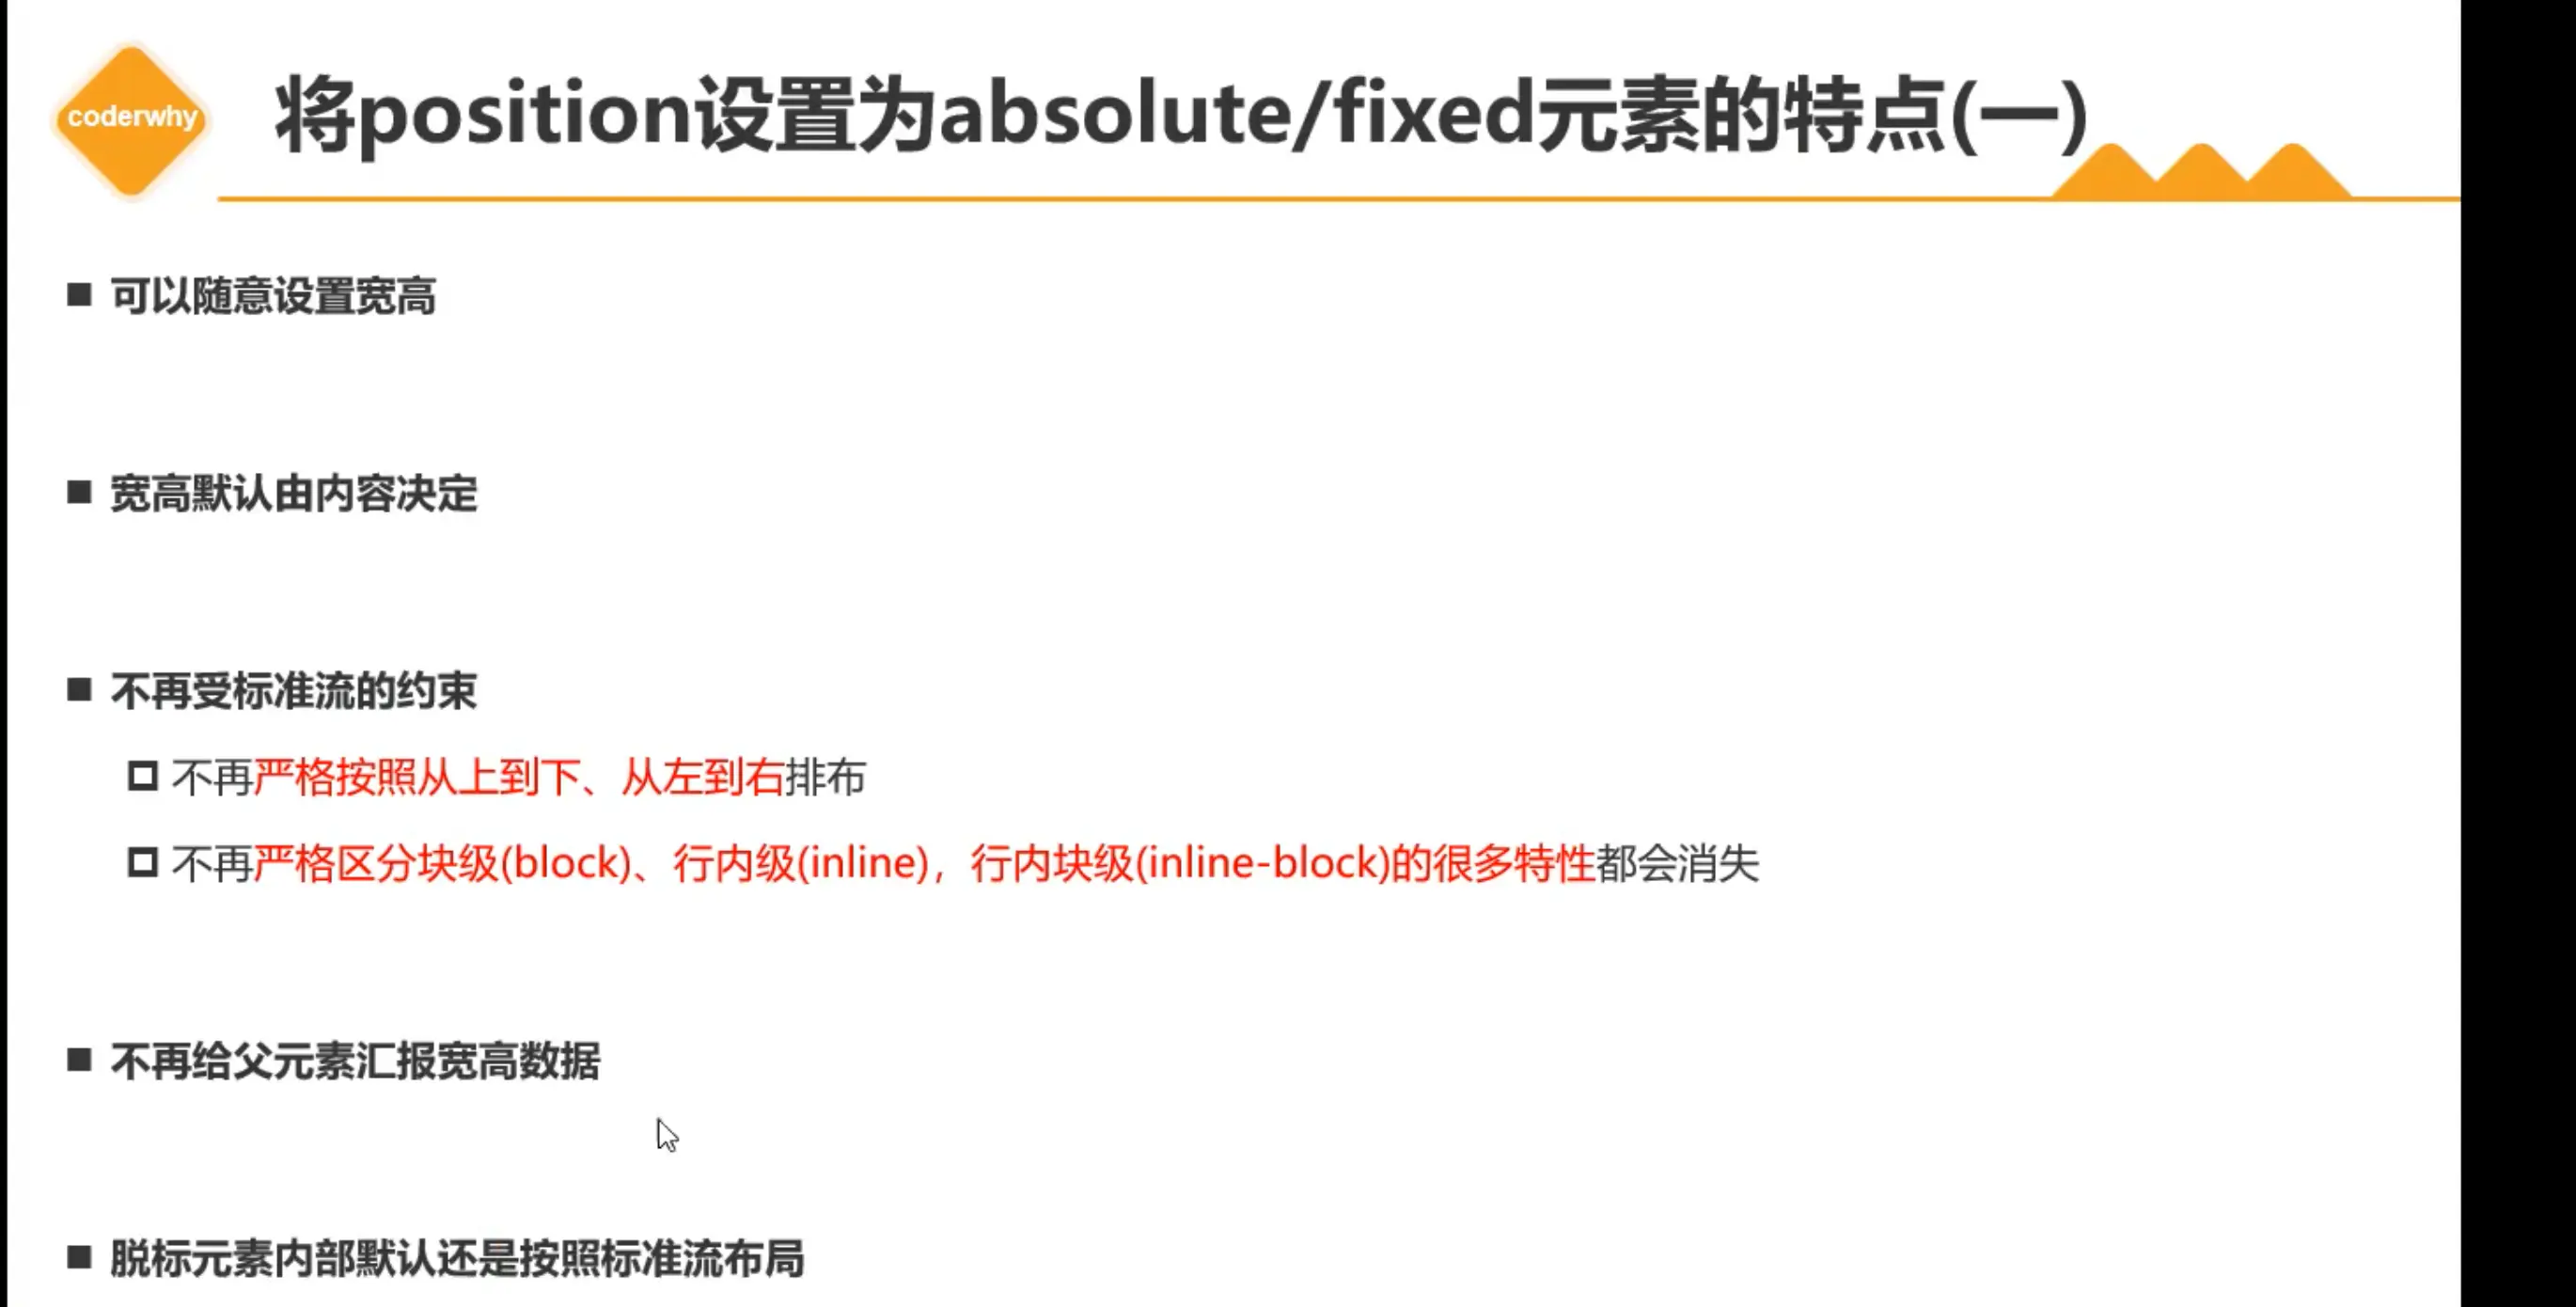 coderwhy
将position设置为absolute/fixed元素的特点(一)
可以随意设置宽高
宽高默认由内容决定
不再受标准流的约束
不再严格按照从上到下、从左到右排布
不再严格区分块级(block)、行内级(inline)，行内块级(inline-block)的很多特性都会消失
不再给父元素汇报宽高数据
脱标元素内部默认还是按照标准流布局